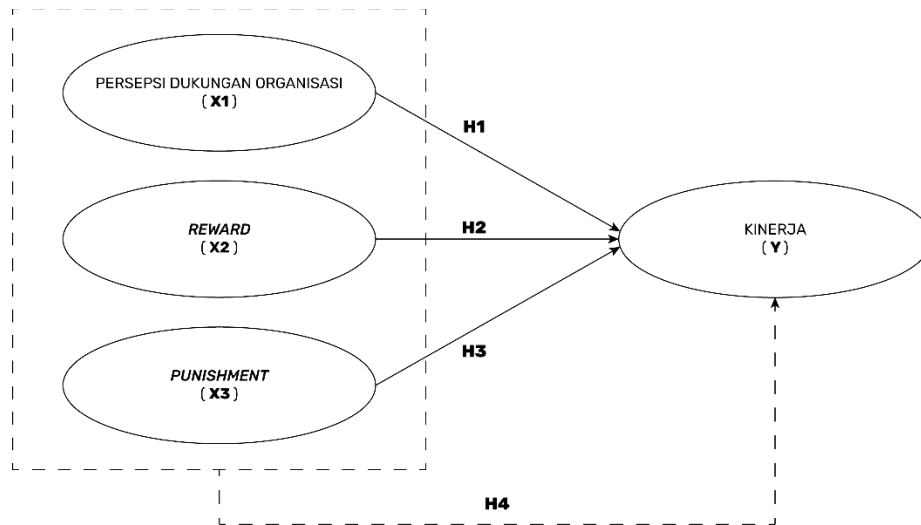 PERSEPSI DUKUNGAN ORGANISASI
( X1 )
H1
REWARD
( X2 )
H2
KINERJA
( Y )
H3
PUNISHMENT
( X3 )
H4